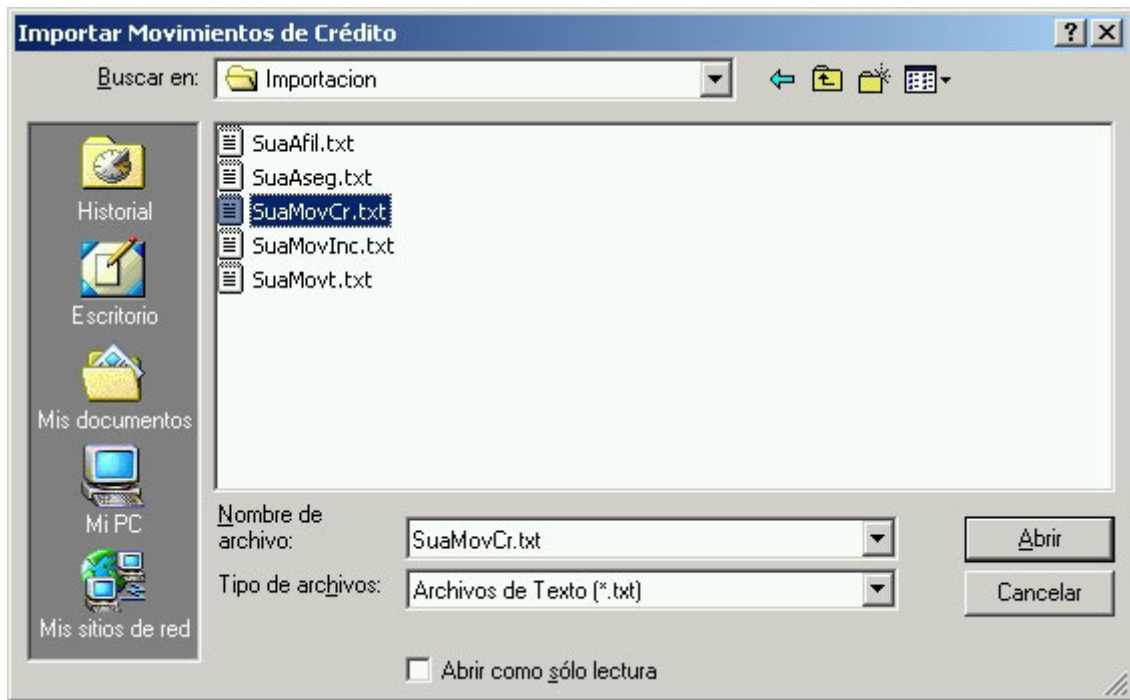 Importar Movimientos de Crédito
Buscar en: Importacion
Historial
Escritorio
Mis documentos
Mi PC
Mis sitios de red
SuaAfil.txt
SuaAseg.txt
SuaMovCr.txt
SuaMovInc.txt
SuaMovt.txt
Nombre de
archivo: SuaMovCr.txt
Abrir
Tipo de archivos: Archivos de Texto (*.txt)
Cancelar
Abrir como sólo lectura